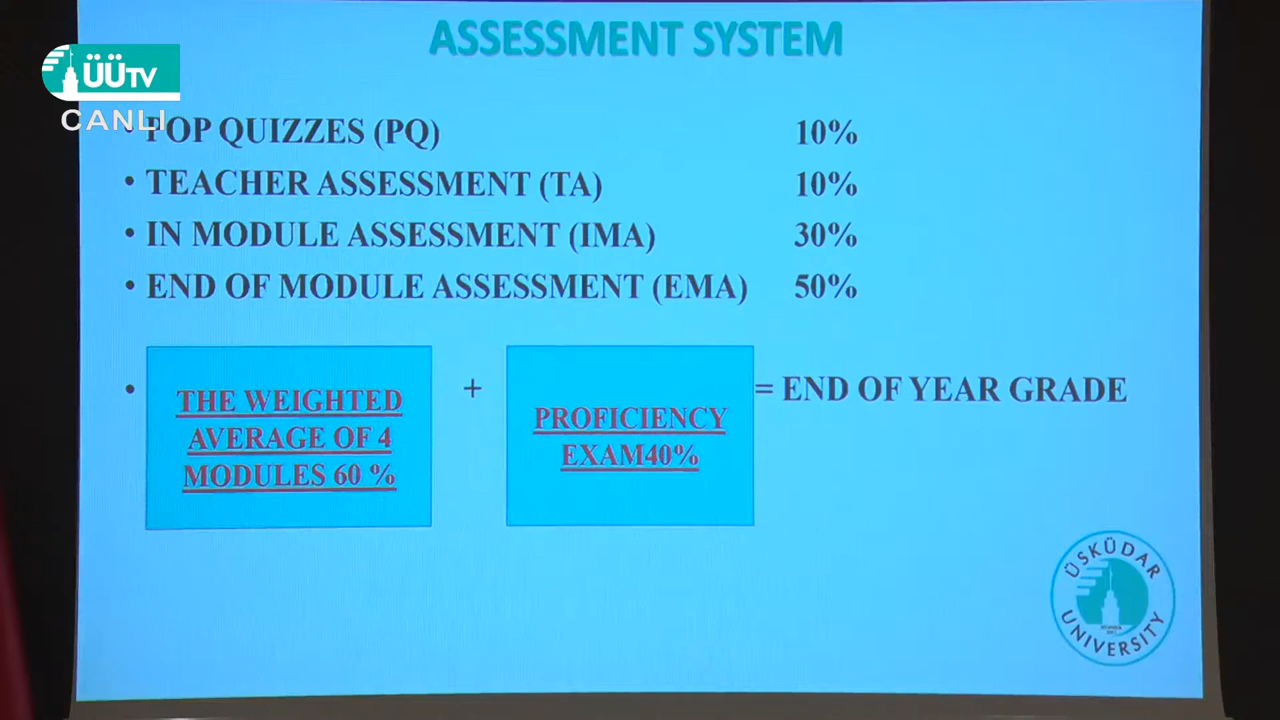 ASSESSMENT SYSTEM
ÜÜTV
CANLI
• POP QUIZZES (PQ) 10%
• TEACHER ASSESSMENT (TA) 10%
• IN MODULE ASSESSMENT (IMA) 30%
• END OF MODULE ASSESSMENT (EMA) 50%
• THE WEIGHTED
AVERAGE OF 4
MODULES 60 %
+
PROFICIENCY
EXAM40%
= END OF YEAR GRADE
ÜSKÜDAR
UNIVERSITY